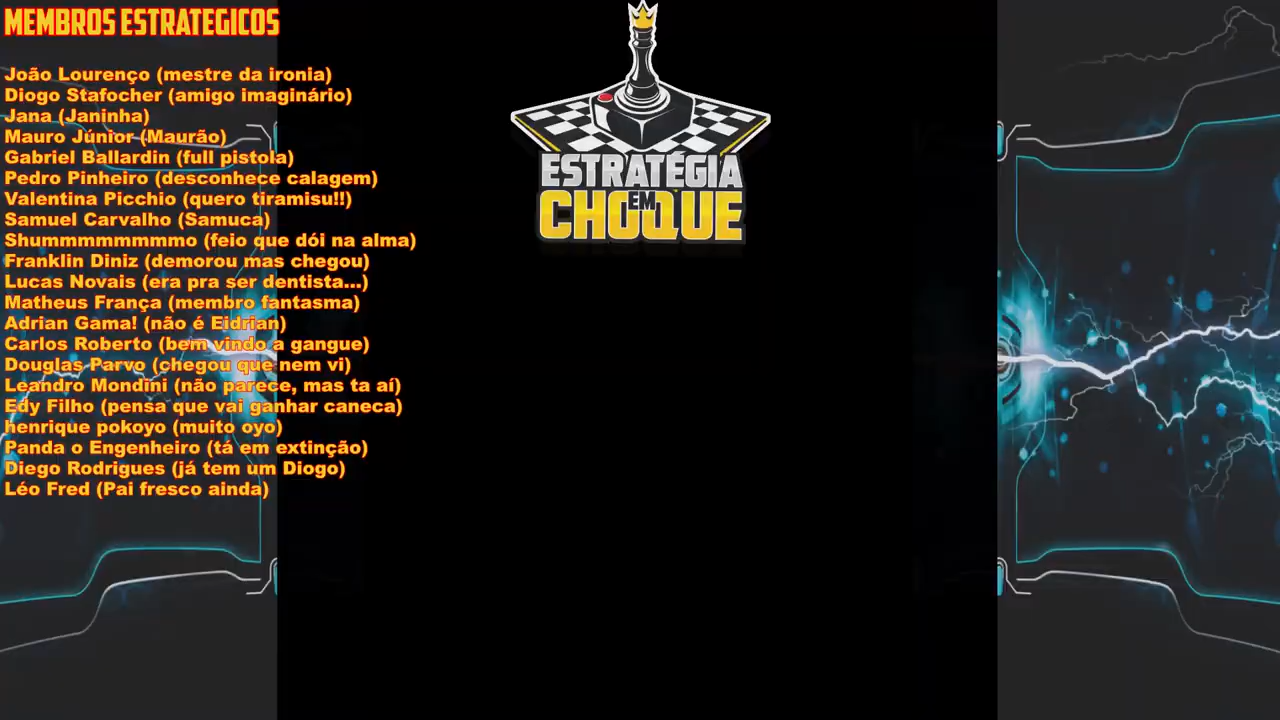 MEMBROS ESTRATEGICOS
João Lourenço (mestre da ironia)
Diogo Stafocher (amigo imaginário)
Jana (Janinha)
Mauro Júnior (Maurão)
Gabriel Ballardin (full pistola)
Pedro Pinheiro (desconhece calagem)
Valentina Picchio (quero tiramisu!!)
Samuel Carvalho (Samuca)
Shummmmmmmmo (feio que dói na alma)
Franklin Diniz (demorou mas chegou)
Lucas Novais (era pra ser dentista...)
Matheus França (membro fantasma)
Adrian Gama! (não é Eidrian)
Carlos Roberto (bem vindo a gangue)
Douglas Parvo (chegou que nem vi)
Leandro Mondini (não parece, mas ta aí)
Edy Filho (pensa que vai ganhar caneca)
henrique pokoyo (muito oyo)
Panda o Engenheiro (tá em extinção)
Diego Rodrigues (já tem um Diogo)
Léo Fred (Pai fresco ainda)
ESTRATÉGIA
EM
CHOQUE